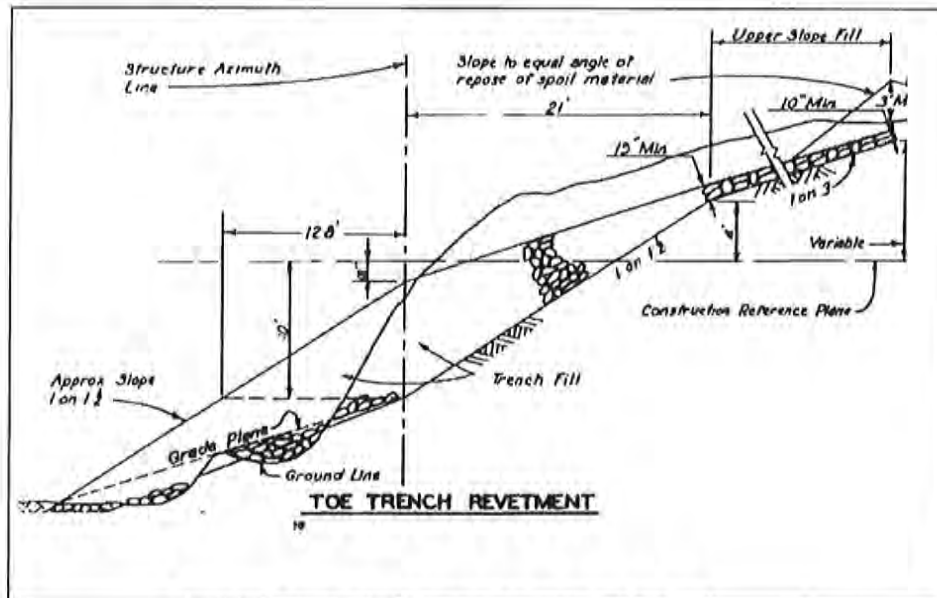 Upper Slope Fill
Structure Azimuth
Line
Slope to equal angle of
repose of spoil material
21'
10" Min
3' M
15" Min
1 on 3
12 8'
1 on 1½
Variable
Construction Reference Plane
Approx Slope
1 on 1½
Trench Fill
Grade Plane
Ground Line
TOE TRENCH REVETMENT